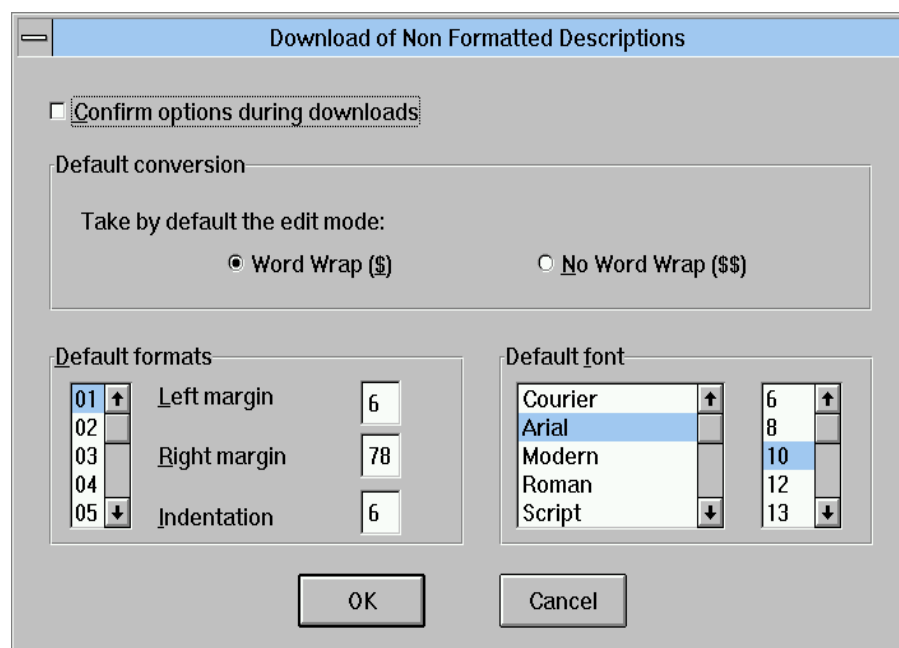 Download of Non Formatted Descriptions
Confirm options during downloads
Default conversion
Take by default the edit mode:
Word Wrap ($) No Word Wrap ($$)
Default formats
01
02
03
04
05
Left margin 6
Right margin 78
Indentation 6
Default font
Courier
Arial
Modern
Roman
Script
6
8
10
12
13
OK Cancel